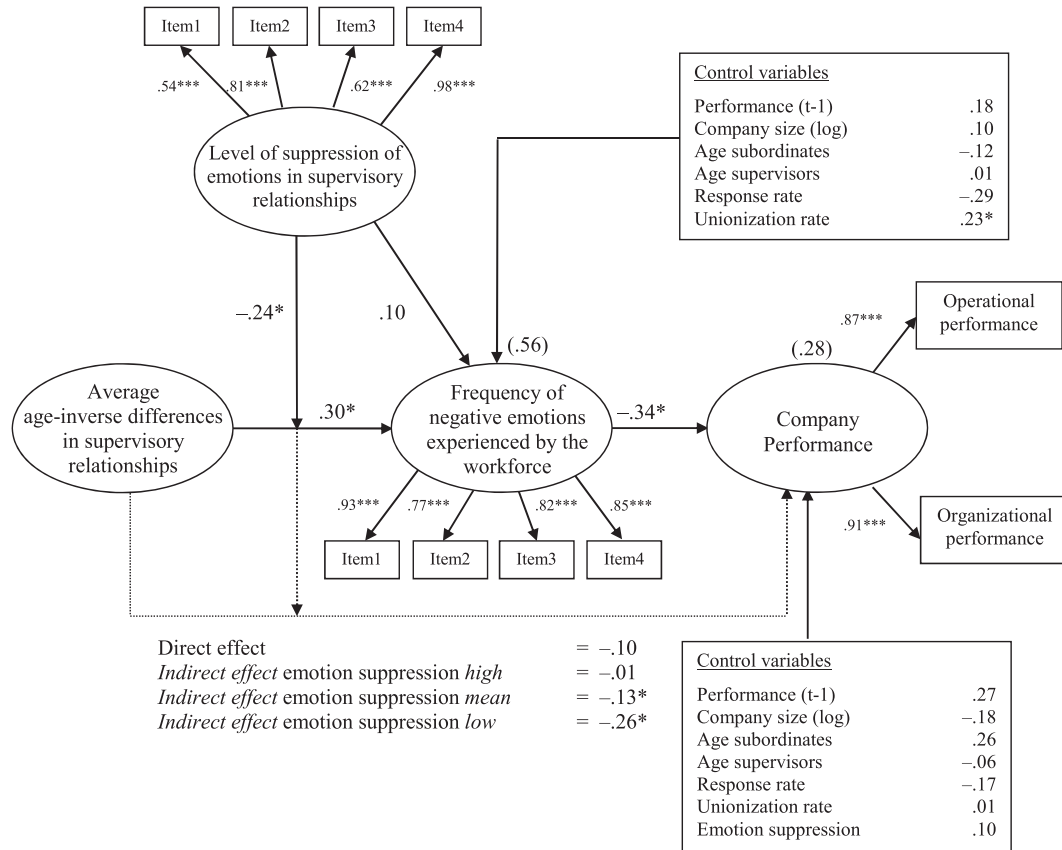 Item1
Item2
Item3
Item4
.54***
.81***
.62***
.98***
Level of suppression of
emotions in supervisory
relationships
Control variables
Performance (t-1) .18
Company size (log) .10
Age subordinates –.12
Age supervisors .01
Response rate –.29
Unionization rate .23*
–.24*
.10
(.56)
(.28)
.87***
Operational
performance
Average
age-inverse differences
in supervisory
relationships
.30*
Frequency of
negative emotions
experienced by the
workforce
–.34*
Company
Performance
.93***
.77***
.82***
.85***
.91***
Organizational
performance
Item1
Item2
Item3
Item4
Direct effect = –.10
Indirect effect emotion suppression high = –.01
Indirect effect emotion suppression mean = –.13*
Indirect effect emotion suppression low = –.26*
Control variables
Performance (t-1) .27
Company size (log) –.18
Age subordinates .26
Age supervisors –.06
Response rate –.17
Unionization rate .01
Emotion suppression .10